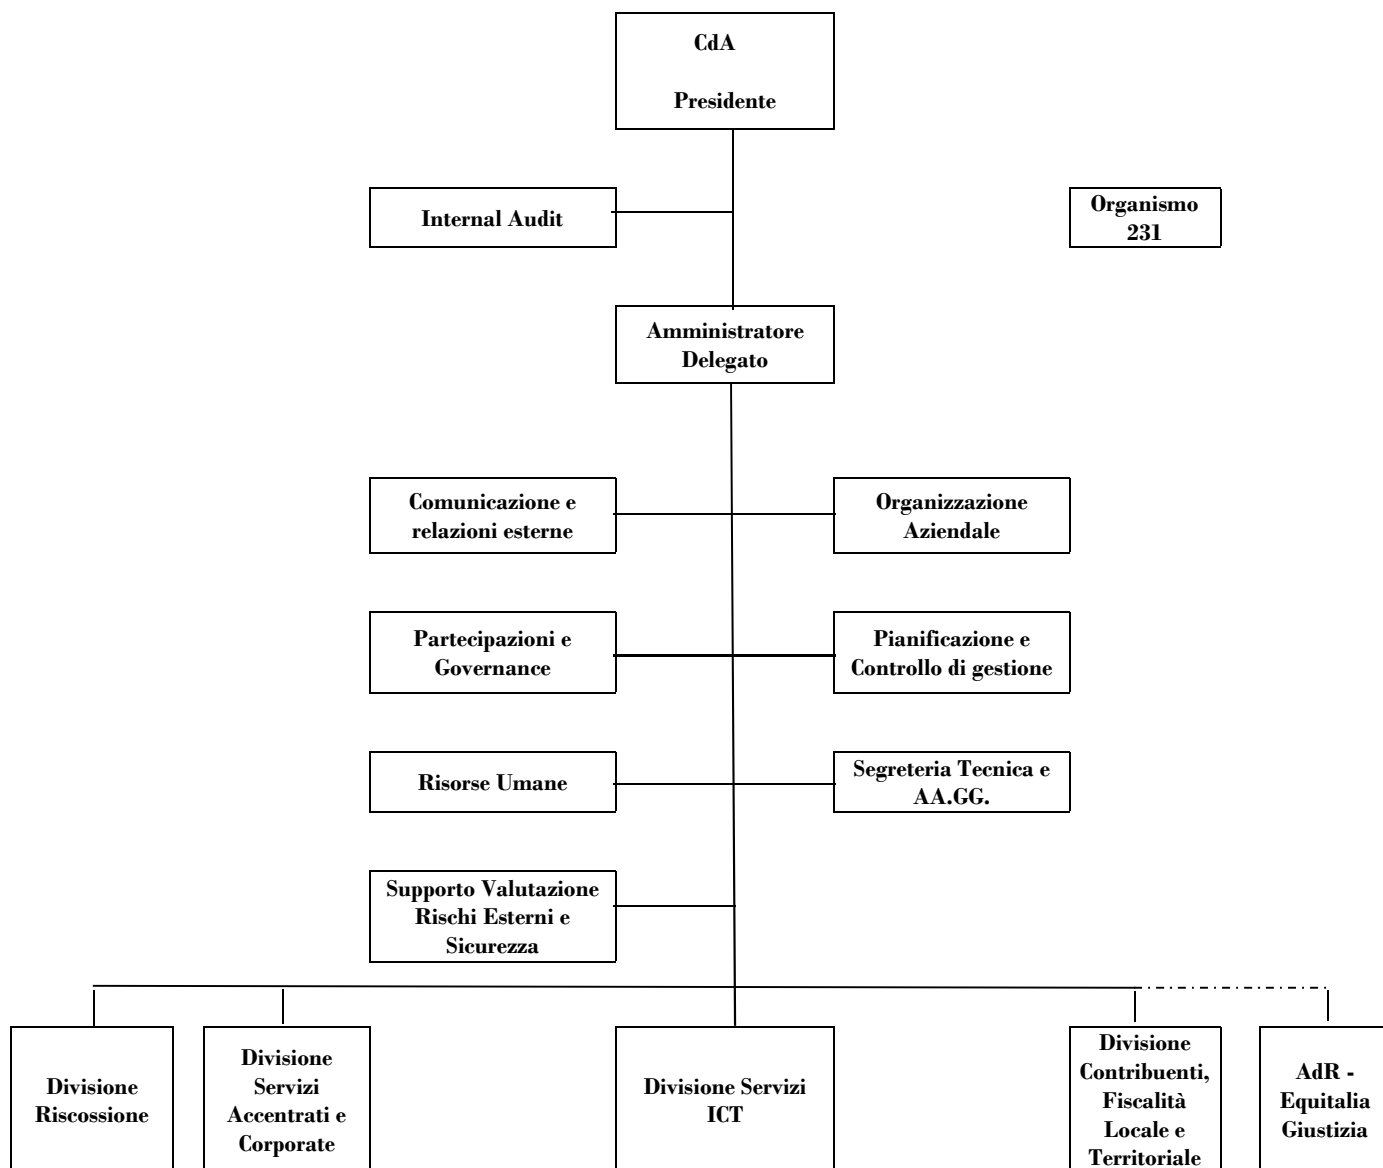 CdA
Presidente
Internal Audit
Organismo
231
Amministratore
Delegato
Comunicazione e
relazioni esterne
Organizzazione
Aziendale
Partecipazioni e
Governance
Pianificazione e
Controllo di gestione
Risorse Umane
Segreteria Tecnica e
AA.GG.
Supporto Valutazione
Rischi Esterni e
Sicurezza
Divisione
Riscossione
Divisione
Servizi
Accentrati e
Corporate
Divisione Servizi
ICT
Divisione
Contribuenti,
Fiscalità
Locale e
Territoriale
AdR -
Equitalia
Giustizia